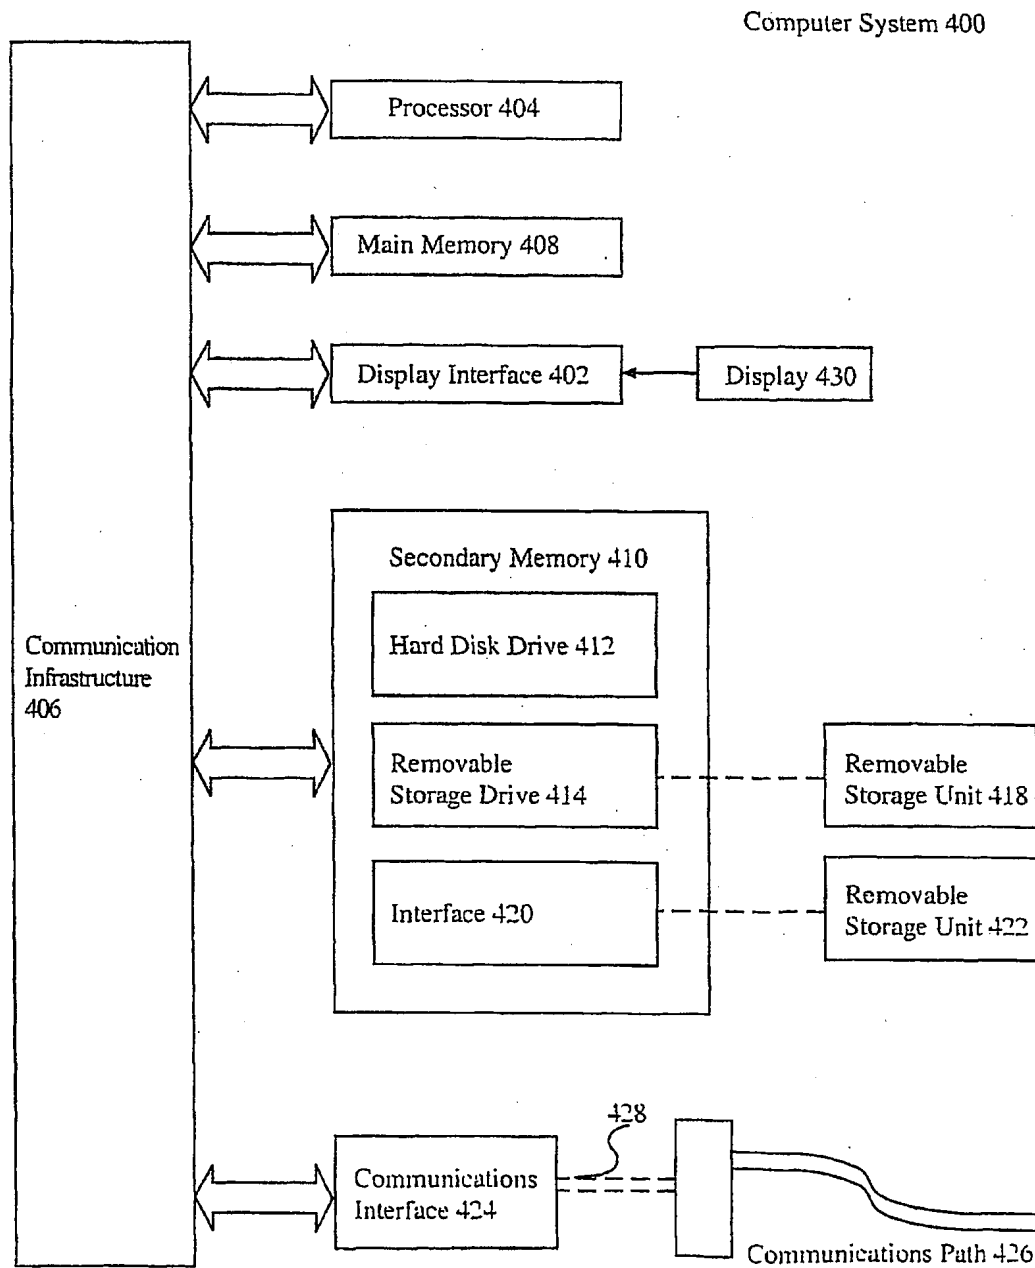 Computer System 400
Processor 404
Main Memory 408
Display Interface 402
Display 430
Secondary Memory 410
Hard Disk Drive 412
Communication
Infrastructure
406
Removable
Storage Drive 414
Removable
Storage Unit 418
Interface 420
Removable
Storage Unit 422
428
Communications
Interface 424
Communications Path 426